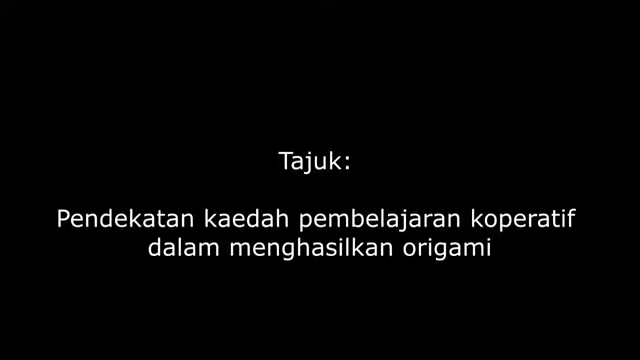 Tajuk:
Pendekatan kaedah pembelajaran koperatif
dalam menghasilkan origami